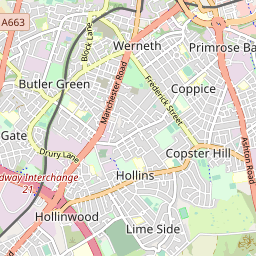 A663
Block Lane
Werneth
Primrose Ba
Butler Green
Manchester Road
Frederick Street
Coppice
Gate
Drury Lane
Copster Hill
Ashton Road
dway Interchange
21
Hollins
Hollinwood
Lime Side